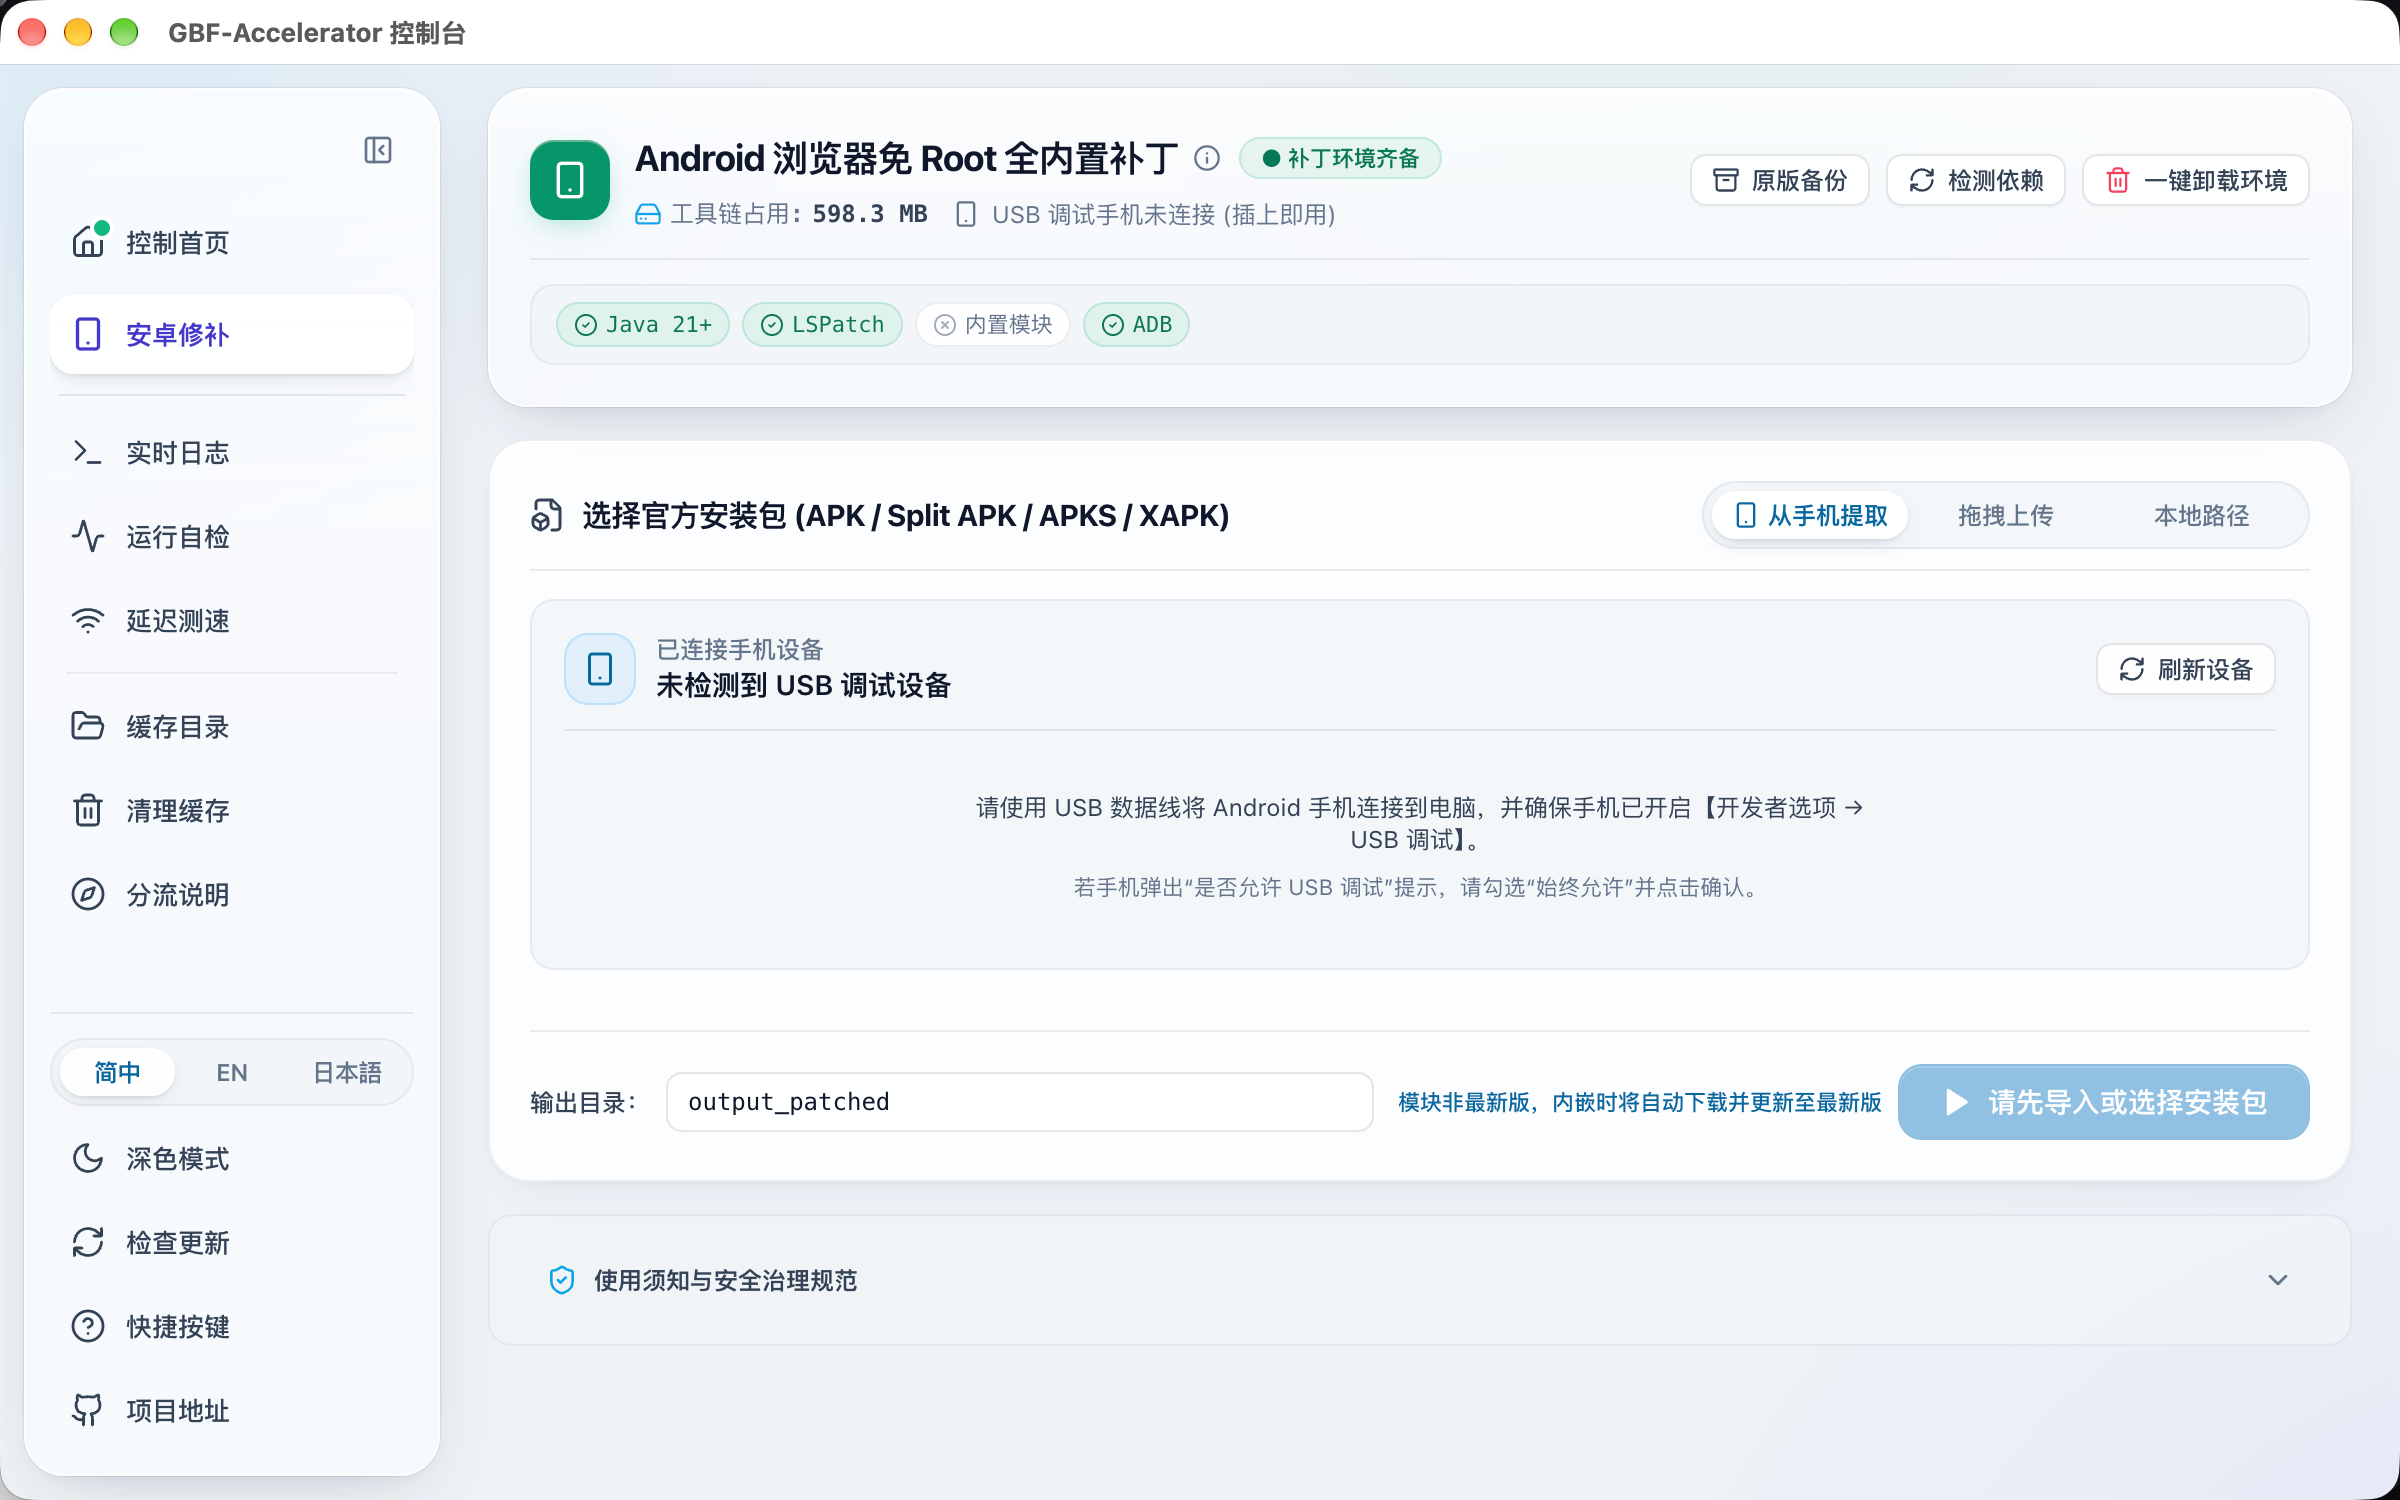 GBF-Accelerator 控制台
控制首页
安卓修补
实时日志
运行自检
延迟测速
缓存目录
清理缓存
分流说明
简中 EN 日本語
深色模式
检查更新
快捷按键
项目地址
Android 浏览器免 Root 全内置补丁 补丁环境齐备
工具链占用: 598.3 MB USB 调试手机未连接 (插上即用)
原版备份 检测依赖 一键卸载环境
Java 21+ LSPatch 内置模块 ADB
选择官方安装包 (APK / Split APK / APKS / XAPK)
从手机提取 拖拽上传 本地路径
已连接手机设备
未检测到 USB 调试设备
刷新设备
请使用 USB 数据线将 Android 手机连接到电脑，并确保手机已开启【开发者选项 →
USB 调试】。
若手机弹出“是否允许 USB 调试”提示，请勾选“始终允许”并点击确认。
输出目录: output_patched 模块非最新版，内嵌时将自动下载并更新至最新版 请先导入或选择安装包
使用须知与安全治理规范